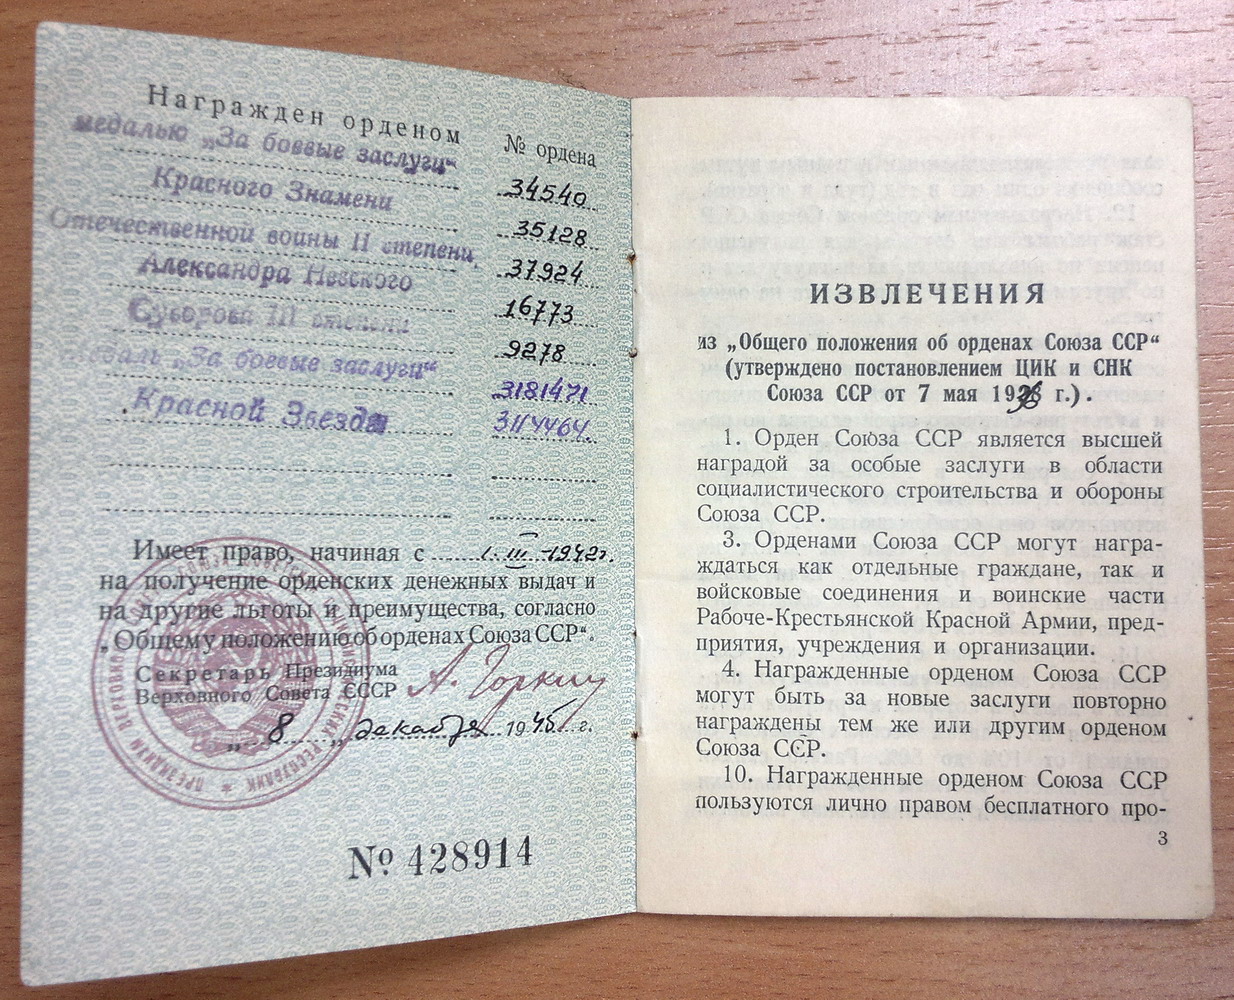 Награжден орденом
№ ордена
медалью „За боевые заслуги“
34540
Красного Знамени
35128
Отечественной войны II степени
37924
Александра Невского
16773
Суворова III степени
9278
медаль „За боевые заслуги“
3181471
Красной Звезды
3114464
Имеет право, начиная с 1. III -1942г.
на получение орденских денежных выдач и
на другие льготы и преимущества, согласно
„Общему положению об орденах Союза ССР“.
Секретарь Президиума
Верховного Совета СССР А. Горкин
„ 8 „ декабря 1945 г.
№ 428914
ИЗВЛЕЧЕНИЯ
из „Общего положения об орденах Союза ССР“
(утверждено постановлением ЦИК и СНК
Союза ССР от 7 мая 1936 г.).
1. Орден Союза ССР является высшей
наградой за особые заслуги в области
социалистического строительства и обороны
Союза ССР.
3. Орденами Союза ССР могут награ-
ждаться как отдельные граждане, так и
войсковые соединения и воинские части
Рабоче-Крестьянской Красной Армии, пред-
приятия, учреждения и организации.
4. Награжденные орденом Союза ССР
могут быть за новые заслуги повторно
награждены тем же или другим орденом
Союза ССР.
10. Награжденные орденом Союза ССР
пользуются лично правом бесплатного про-
3